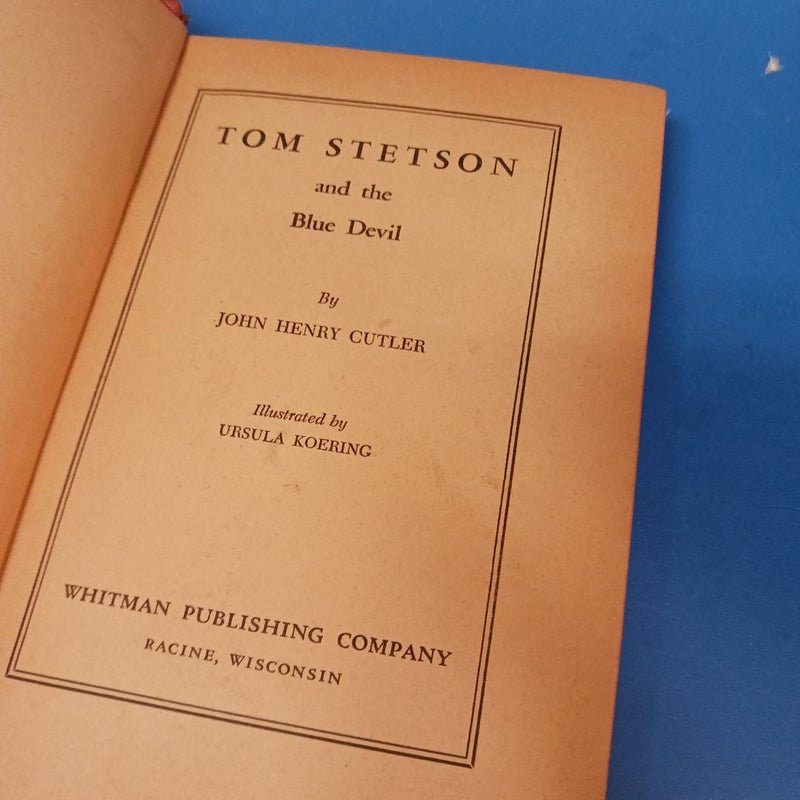 TOM STETSON
and the
Blue Devil
By
JOHN HENRY CUTLER
Illustrated by
URSULA KOERING
WHITMAN PUBLISHING COMPANY
RACINE, WISCONSIN